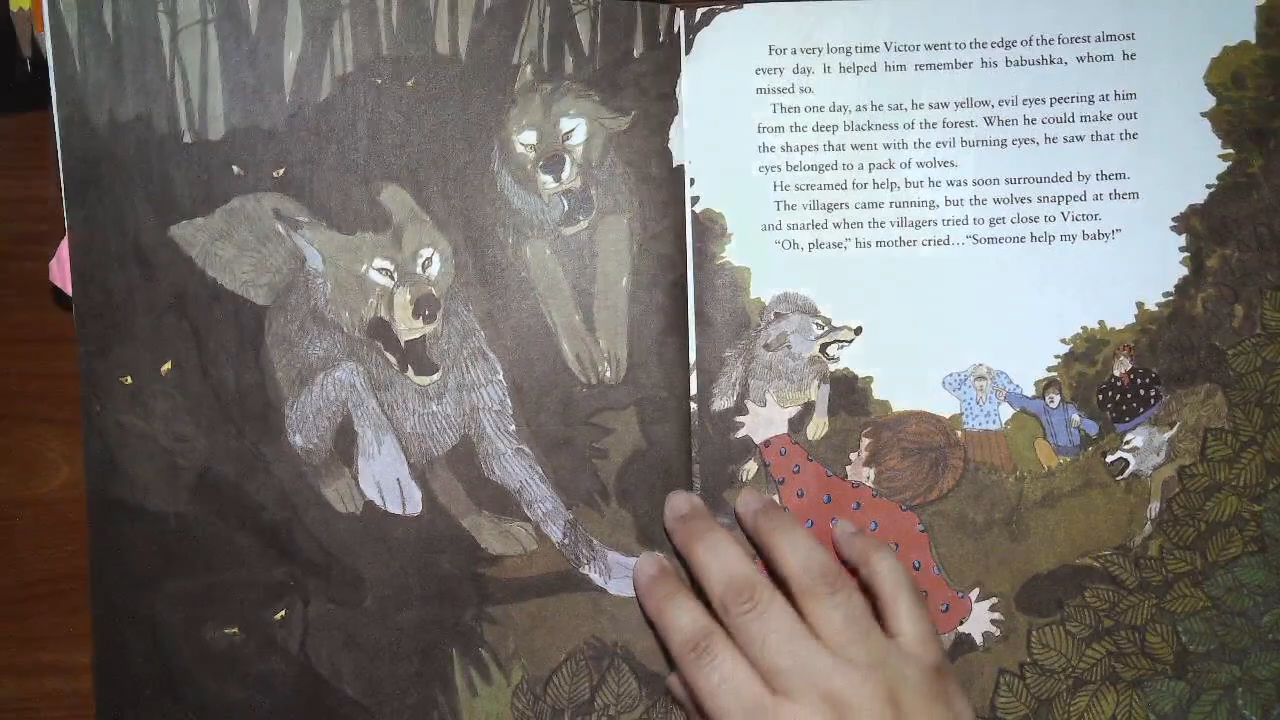 For a very long time Victor went to the edge of the forest almost
every day. It helped him remember his babushka, whom he
missed so.
Then one day, as he sat, he saw yellow, evil eyes peering at him
from the deep blackness of the forest. When he could make out
the shapes that went with the evil burning eyes, he saw that the
eyes belonged to a pack of wolves.
He screamed for help, but he was soon surrounded by them.
The villagers came running, but the wolves snapped at them
and snarled when the villagers tried to get close to Victor.
“Oh, please,” his mother cried…“Someone help my baby!”